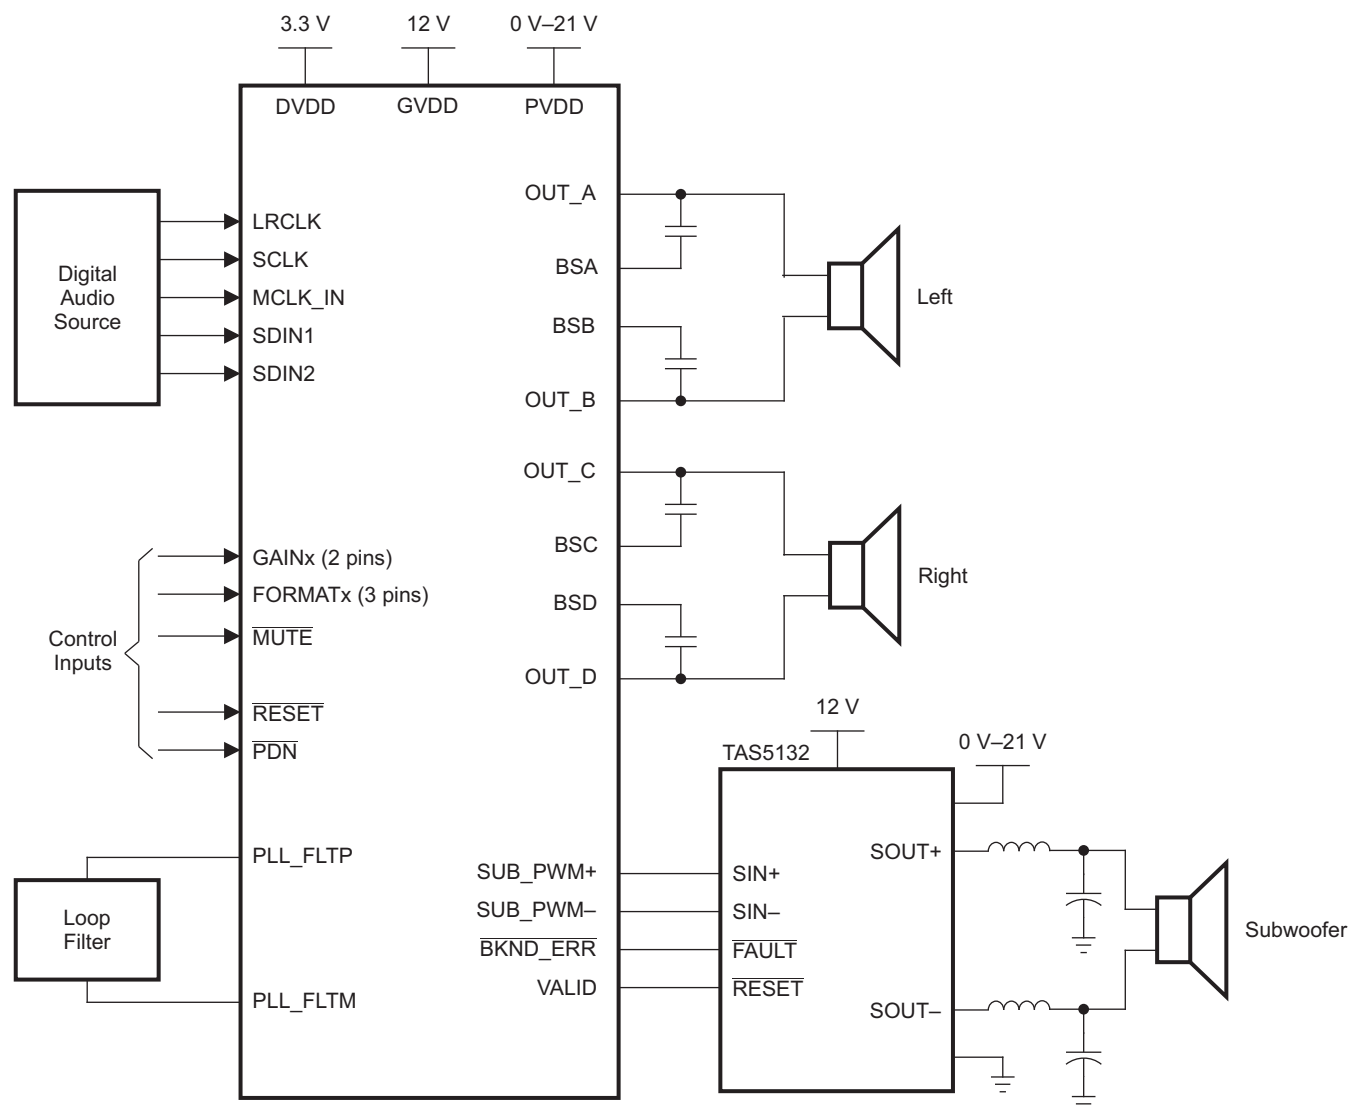 3.3 V
12 V
0 V–21 V
DVDD
GVDD
PVDD
Digital
Audio
Source
LRCLK
SCLK
MCLK_IN
SDIN1
SDIN2
OUT_A
BSA
BSB
OUT_B
Left
OUT_C
BSC
BSD
OUT_D
Right
Control
Inputs
GAINx (2 pins)
FORMATx (3 pins)
MUTE
RESET
PDN
Loop
Filter
PLL_FLTP
PLL_FLTM
SUB_PWM+
SUB_PWM–
BKND_ERR
VALID
12 V
0 V–21 V
TAS5132
SIN+
SIN–
FAULT
RESET
SOUT+
SOUT–
Subwoofer